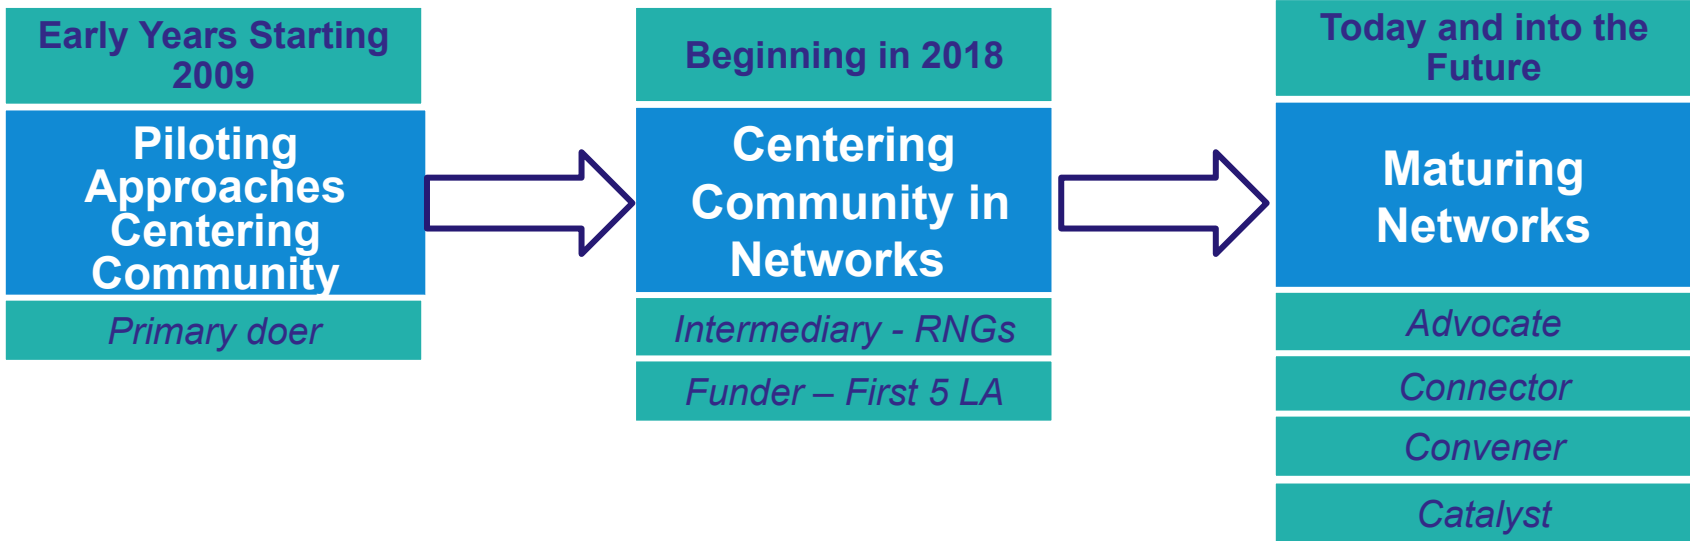 Early Years Starting
2009
Piloting
Approaches
Centering
Community
Primary doer
Beginning in 2018
Centering
Community in
Networks
Intermediary - RNGs
Funder – First 5 LA
Today and into the
Future
Maturing
Networks
Advocate
Connector
Convener
Catalyst